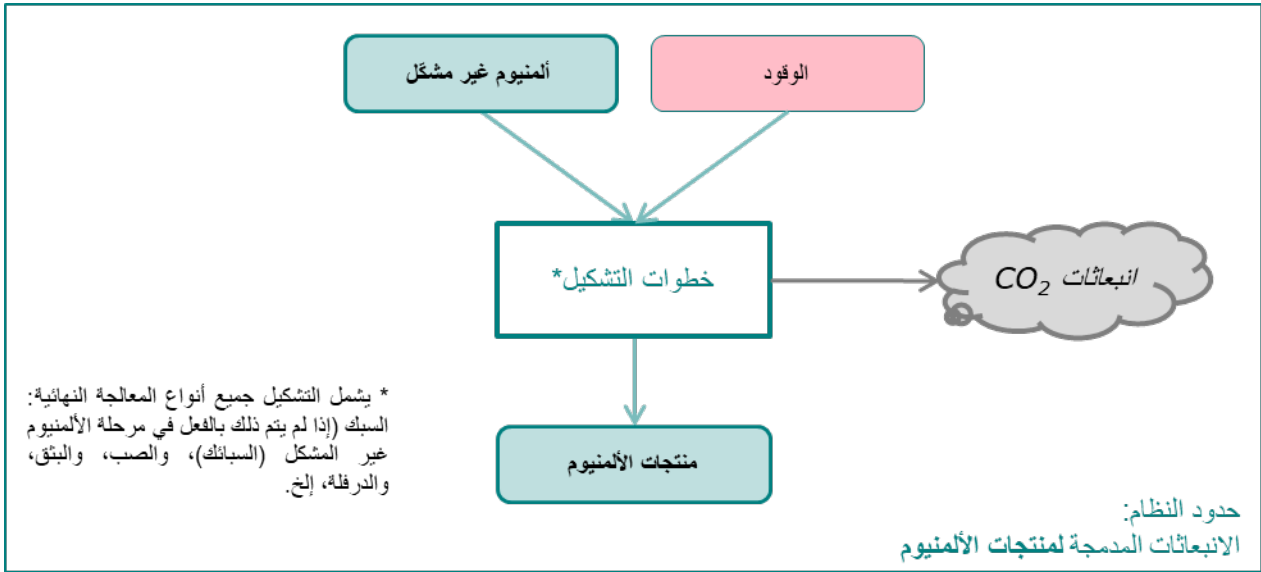 ألمنيوم غير مشكّل
الوقود
خطوات التشكيل*
انبعاثات CO₂
* يشمل التشكيل جميع أنواع المعالجة النهائية:
السبك (إذا لم يتم ذلك بالفعل في مرحلة الألمنيوم
غير المشكل (السبائك)، والصب، والبثق،
والدرفلة، إلخ.
منتجات الألمنيوم
حدود النظام:
الانبعاثات المدمجة لمنتجات الألمنيوم